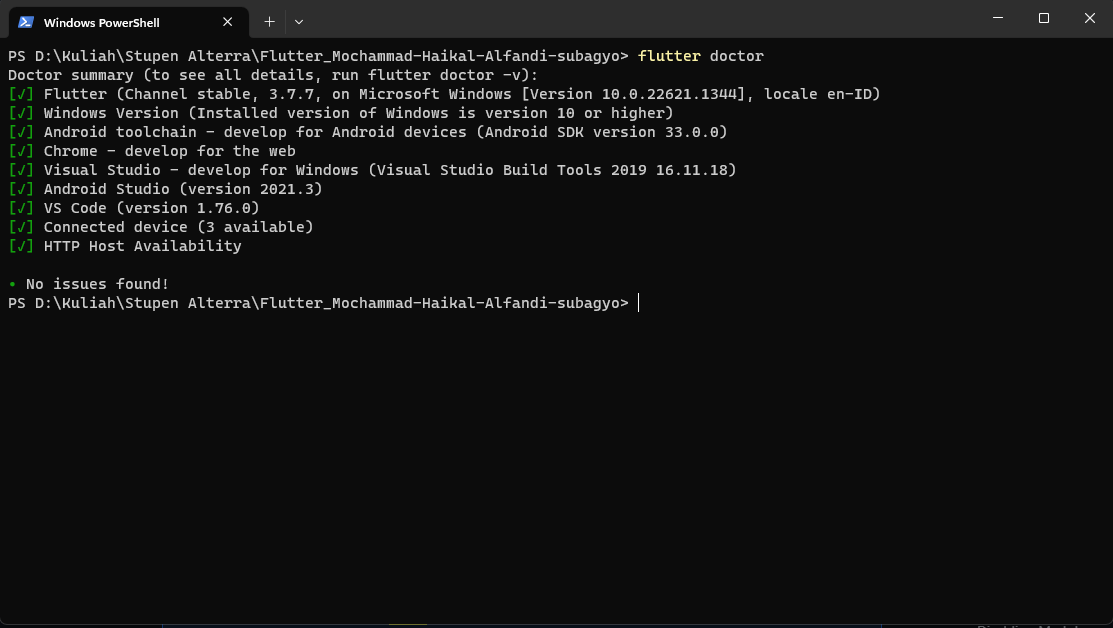 Windows PowerShell
PS D:\Kuliah\Stupen Alterra\Flutter_Mochammad-Haikal-Alfandi-subagyo> flutter doctor
Doctor summary (to see all details, run flutter doctor -v):
[√] Flutter (Channel stable, 3.7.7, on Microsoft Windows [Version 10.0.22621.1344], locale en-ID)
[√] Windows Version (Installed version of Windows is version 10 or higher)
[√] Android toolchain - develop for Android devices (Android SDK version 33.0.0)
[√] Chrome - develop for the web
[√] Visual Studio - develop for Windows (Visual Studio Build Tools 2019 16.11.18)
[√] Android Studio (version 2021.3)
[√] VS Code (version 1.76.0)
[√] Connected device (3 available)
[√] HTTP Host Availability
• No issues found!
PS D:\Kuliah\Stupen Alterra\Flutter_Mochammad-Haikal-Alfandi-subagyo>